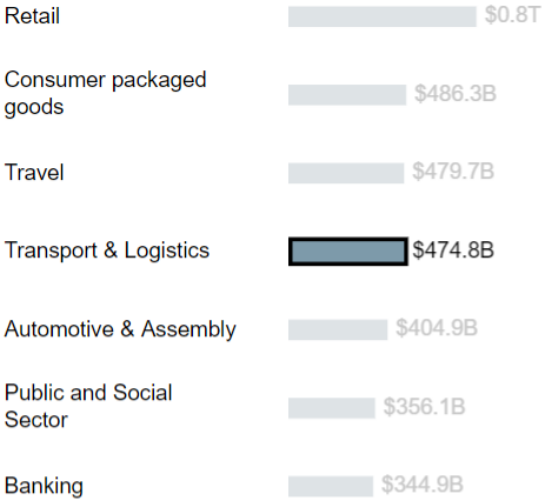 Retail $0.8T
Consumer packaged
goods $486.3B
Travel $479.7B
Transport & Logistics $474.8B
Automotive & Assembly $404.9B
Public and Social
Sector $356.1B
Banking $344.9B